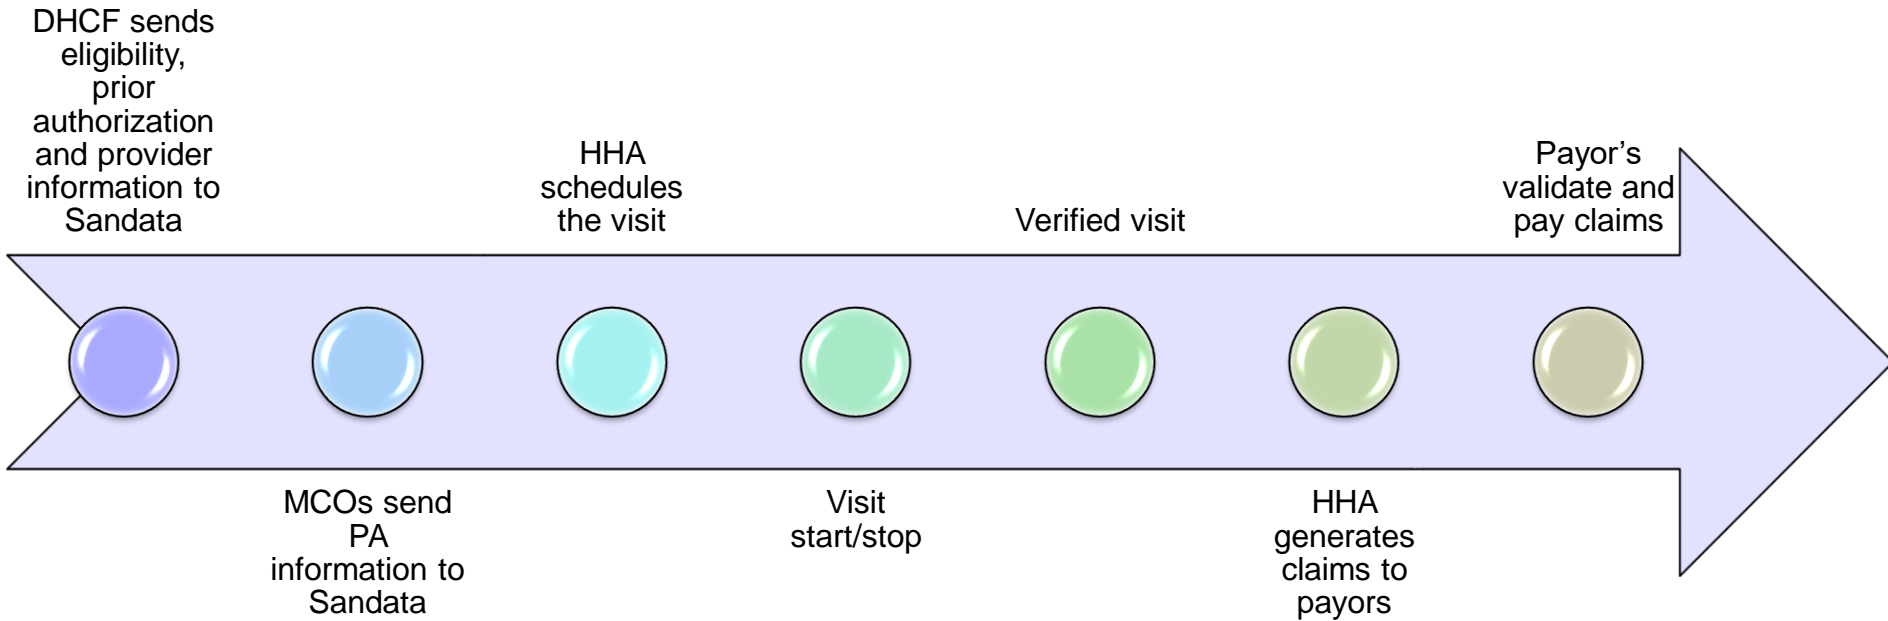 DHCF sends
eligibility,
prior
authorization
and provider
information to
Sandata
MCOs send
PA
information to
Sandata
HHA
schedules
the visit
Visit
start/stop
Verified visit
HHA
generates
claims to
payors
Payor’s
validate and
pay claims